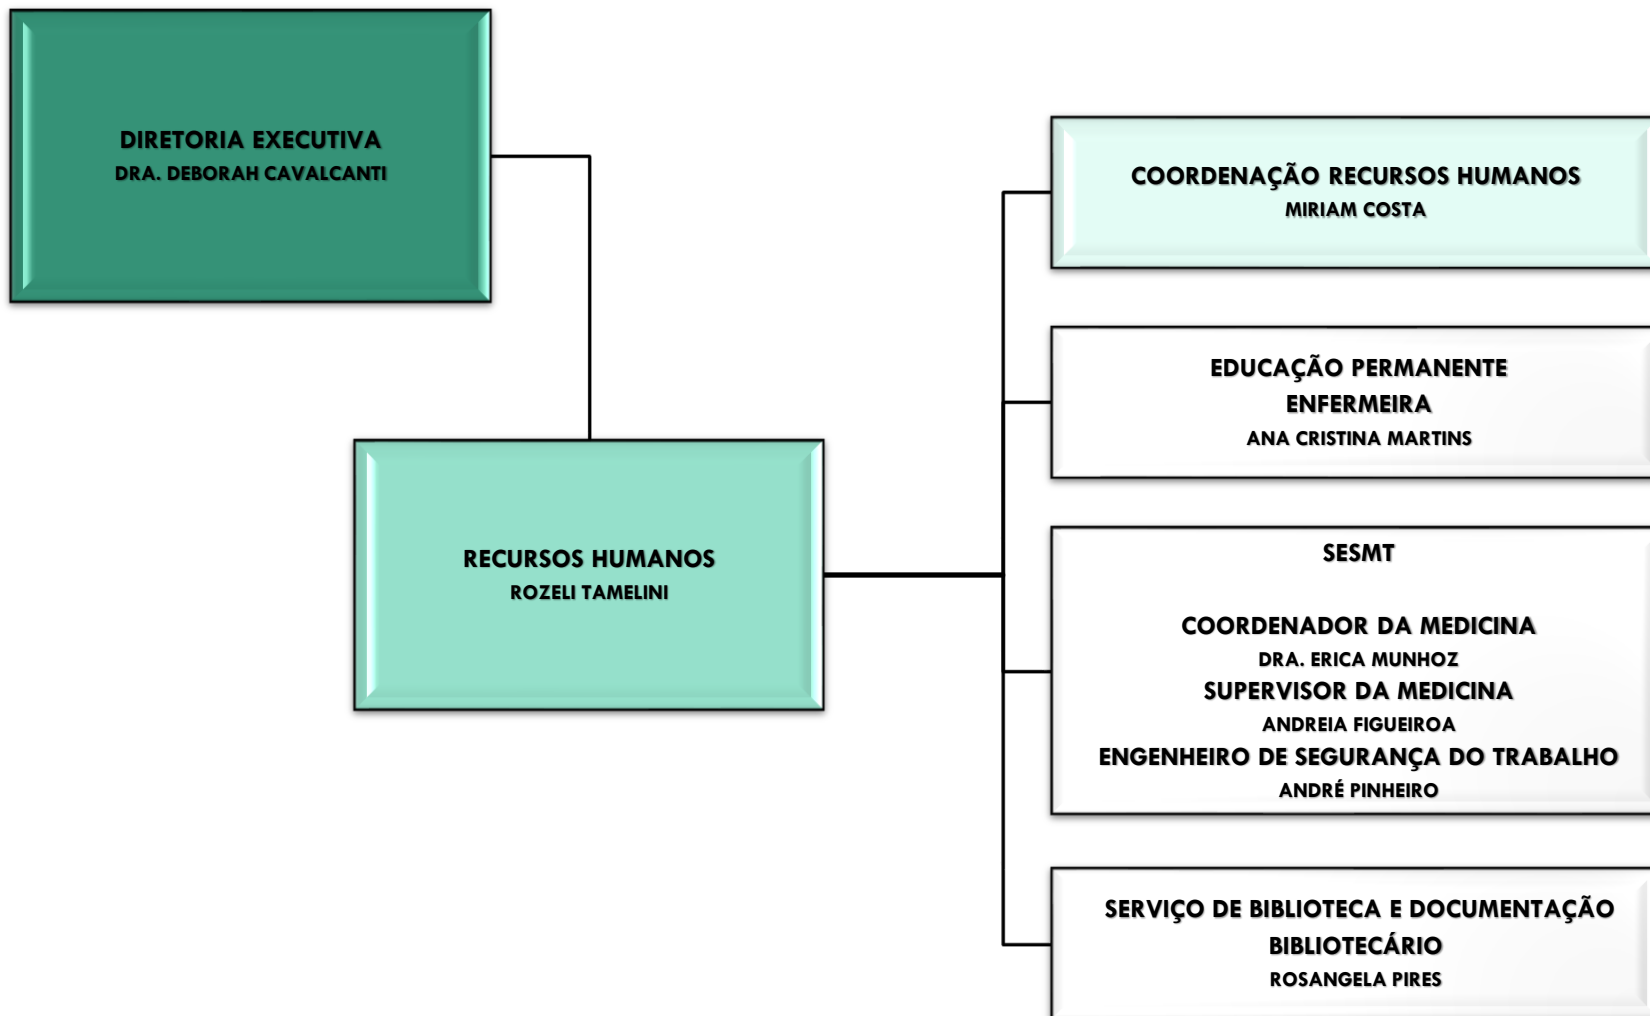 DIRETORIA EXECUTIVA
DRA. DEBORAH CAVALCANTI
RECURSOS HUMANOS
ROZELI TAMELINI
COORDENAÇÃO RECURSOS HUMANOS
MIRIAM COSTA
EDUCAÇÃO PERMANENTE
ENFERMEIRA
ANA CRISTINA MARTINS
SESMT
COORDENADOR DA MEDICINA
DRA. ERICA MUNHOZ
SUPERVISOR DA MEDICINA
ANDREIA FIGUEIROA
ENGENHEIRO DE SEGURANÇA DO TRABALHO
ANDRÉ PINHEIRO
SERVIÇO DE BIBLIOTECA E DOCUMENTAÇÃO
BIBLIOTECÁRIO
ROSANGELA PIRES